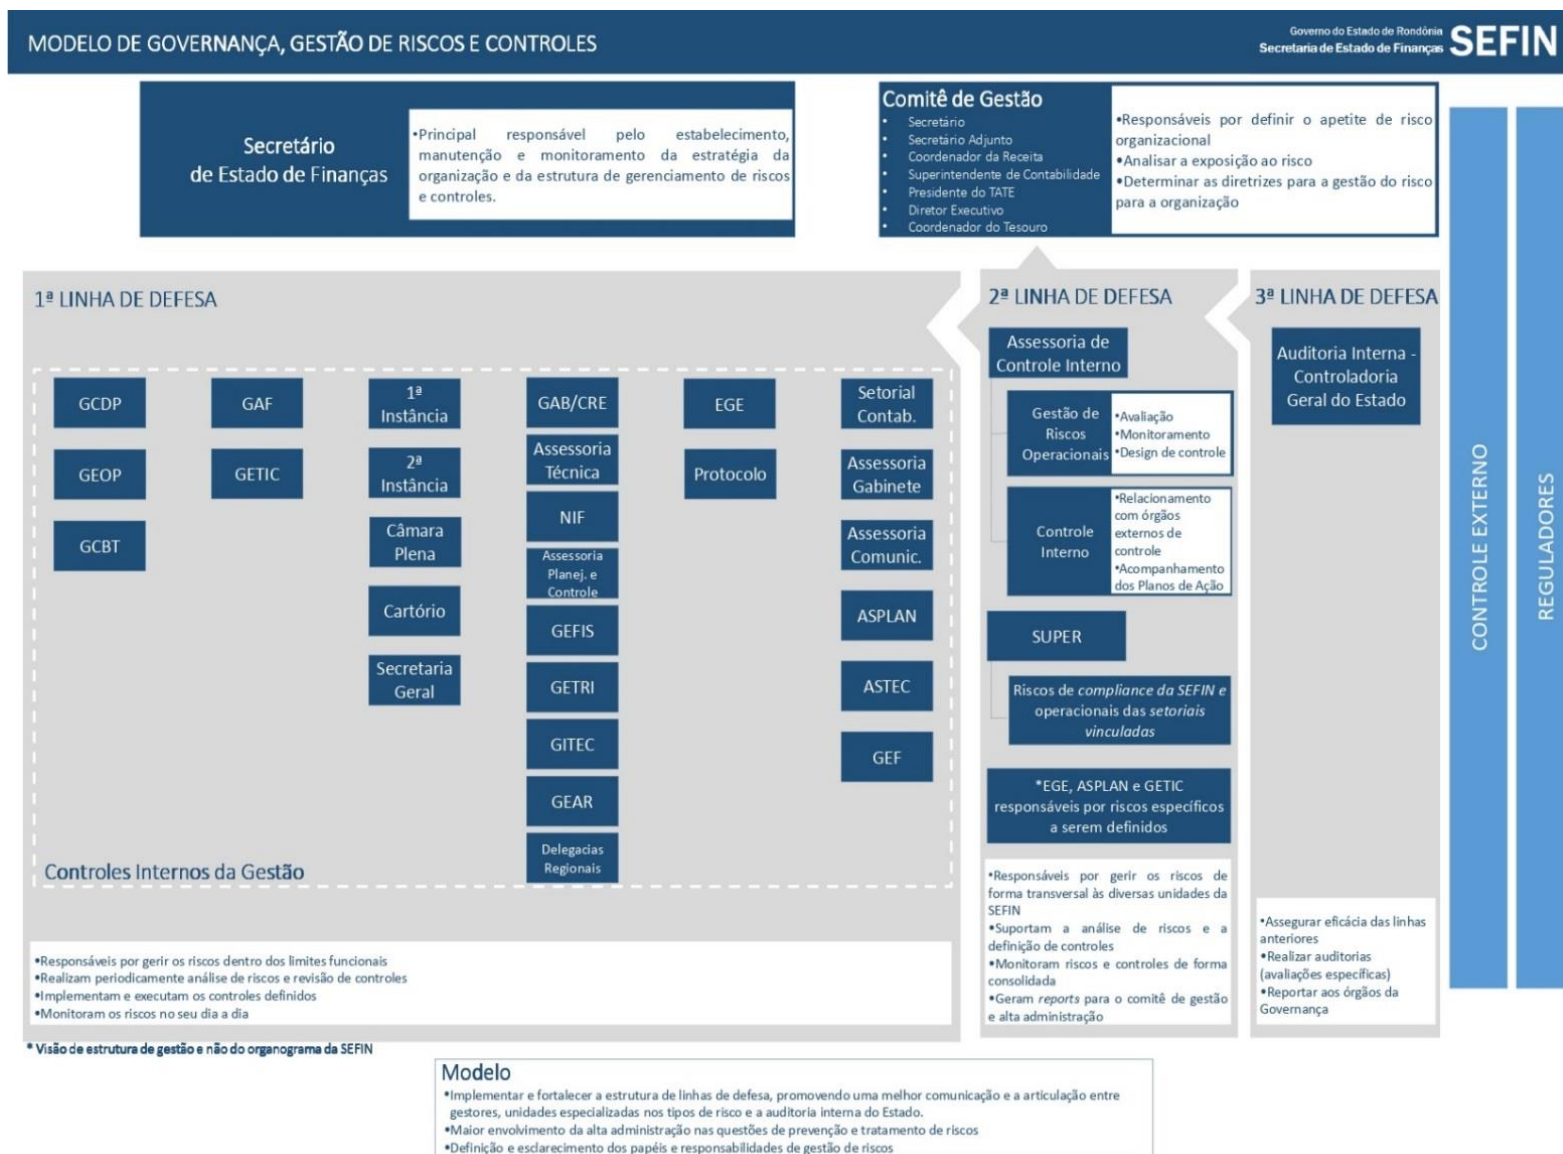 MODELO DE GOVERNANÇA, GESTÃO DE RISCOS E CONTROLES
Governo do Estado de Rondônia
Secretaria de Estado de Finanças
SEFIN
Secretário
de Estado de Finanças
•Principal responsável pelo estabelecimento,
manutenção e monitoramento da estratégia da
organização e da estrutura de gerenciamento de riscos
e controles.
Comitê de Gestão
• Secretário
• Secretário Adjunto
• Coordenador da Receita
• Superintendente de Contabilidade
• Presidente do TATE
• Diretor Executivo
• Coordenador do Tesouro
•Responsáveis por definir o apetite de risco
organizacional
•Analisar a exposição ao risco
•Determinar as diretrizes para a gestão do risco
para a organização
1ª LINHA DE DEFESA
GCDP
GEOP
GCBT
GAF
GETIC
1ª
Instância
2ª
Instância
Câmara
Plena
Cartório
Secretaria
Geral
GAB/CRE
Assessoria
Técnica
NIF
Assessoria
Planej. e
Controle
GEFIS
GETRI
GITEC
GEAR
Delegacias
Regionais
EGE
Protocolo
Setorial
Contab.
Assessoria
Gabinete
Assessoria
Comunic.
ASPLAN
ASTEC
GEF
Controles Internos da Gestão
•Responsáveis por gerir os riscos dentro dos limites funcionais
•Realizam periodicamente análise de riscos e revisão de controles
•Implementam e executam os controles definidos
•Monitoram os riscos no seu dia a dia
2ª LINHA DE DEFESA
Assessoria de
Controle Interno
Gestão de
Riscos
Operacionais
•Avaliação
•Monitoramento
•Design de controle
Controle
Interno
•Relacionamento
com órgãos
externos de
controle
•Acompanhamento
dos Planos de Ação
SUPER
Riscos de compliance da SEFIN e
operacionais das setoriais
vinculadas
*EGE, ASPLAN e GETIC
responsáveis por riscos específicos
a serem definidos
•Responsáveis por gerir os riscos de
forma transversal às diversas unidades da
SEFIN
•Suportam a análise de riscos e a
definição de controles
•Monitoram riscos e controles de forma
consolidada
•Geram reports para o comitê de gestão
e alta administração
3ª LINHA DE DEFESA
Auditoria Interna -
Controladoria
Geral do Estado
•Assegurar eficácia das linhas
anteriores
•Realizar auditorias
(avaliações específicas)
•Reportar aos órgãos da
Governança
CONTROLE EXTERNO
REGULADORES
* Visão de estrutura de gestão e não do organograma da SEFIN
Modelo
•Implementar e fortalecer a estrutura de linhas de defesa, promovendo uma melhor comunicação e a articulação entre
gestores, unidades especializadas nos tipos de risco e a auditoria interna do Estado.
•Maior envolvimento da alta administração nas questões de prevenção e tratamento de riscos
•Definição e esclarecimento dos papéis e responsabilidades de gestão de riscos